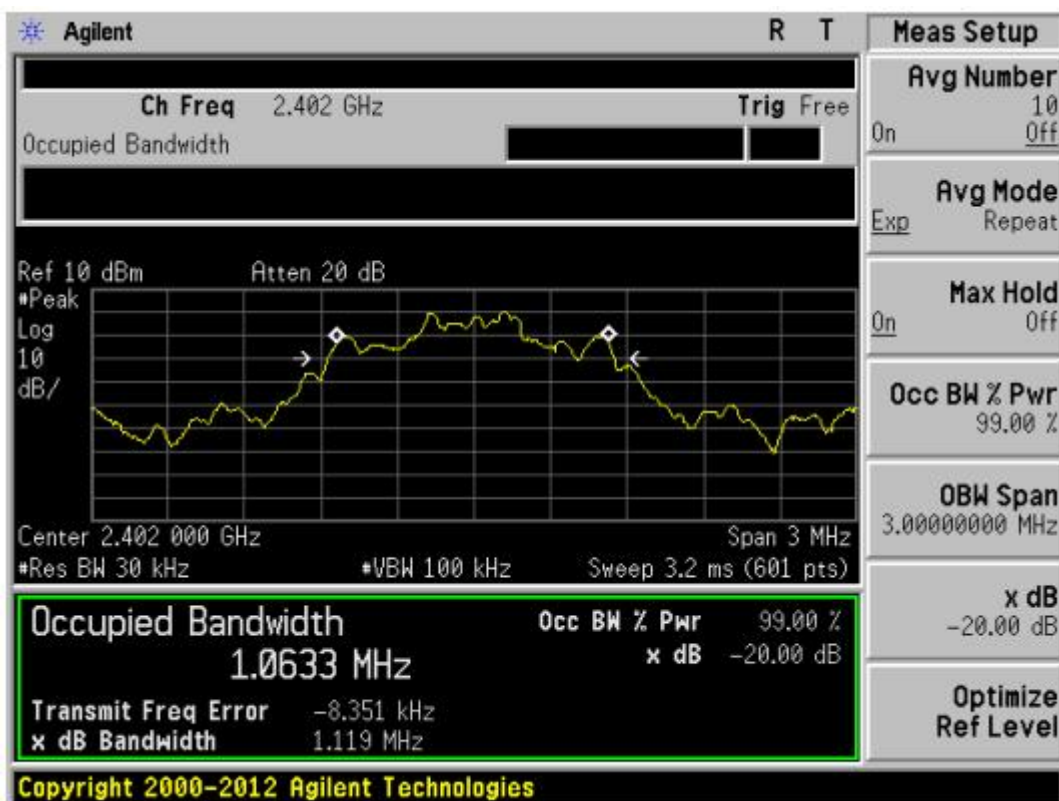 Agilent R T
Ch Freq 2.402 GHz Trig Free
Occupied Bandwidth
Ref 10 dBm Atten 20 dB
#Peak
Log
10
dB/
Center 2.402 000 GHz Span 3 MHz
#Res BW 30 kHz #VBW 100 kHz Sweep 3.2 ms (601 pts)
Occupied Bandwidth
1.0633 MHz
Occ BW % Pwr 99.00 %
x dB -20.00 dB
Transmit Freq Error -8.351 kHz
x dB Bandwidth 1.119 MHz
Copyright 2000-2012 Agilent Technologies
Meas Setup
Avg Number
10
On Off
Avg Mode
Exp Repeat
Max Hold
On Off
Occ BW % Pwr
99.00 %
OBW Span
3.00000000 MHz
x dB
-20.00 dB
Optimize
Ref Level